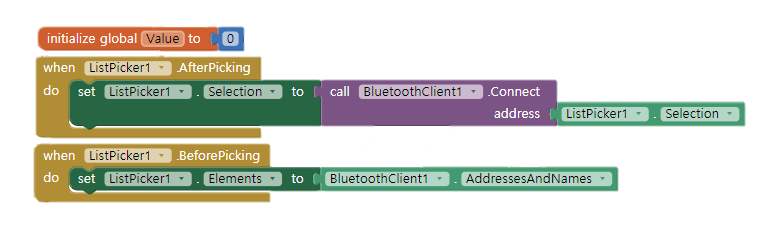 initialize global Value to 0
when ListPicker1 .AfterPicking
do set ListPicker1 . Selection to call BluetoothClient1 .Connect
address ListPicker1 . Selection
when ListPicker1 .BeforePicking
do set ListPicker1 . Elements to BluetoothClient1 . AddressesAndNames